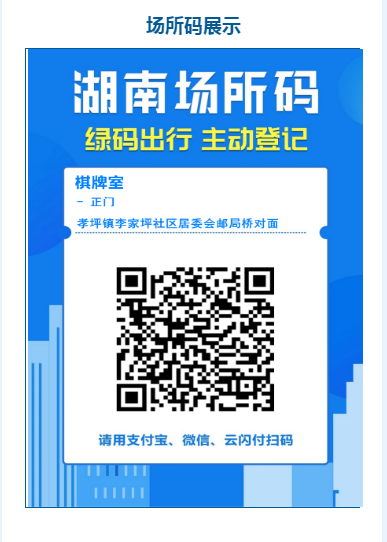 场所码展示
湖南场所码
绿码出行 主动登记
棋牌室
- 正门
孝坪镇李家坪社区居委会邮局桥对面
请用支付宝、微信、云闪付扫码